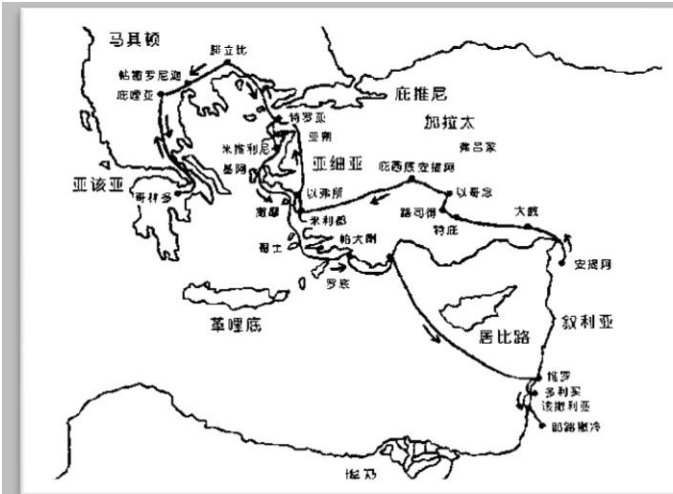 马其顿
腓立比
帖撒罗尼迦
庇哩亚
庇推尼
特罗亚
加拉太
亚朔
弗吕家
米推利尼
基阿
亚细亚
彼西底安提阿
亚该亚
以弗所
以哥念
哥林多
撒摩
米利都
路司得
特庇
大数
哥士
帕大喇
安提阿
罗底
革哩底
居比路
叙利亚
推罗
多利买
该撒利亚
耶路撒冷
埃及